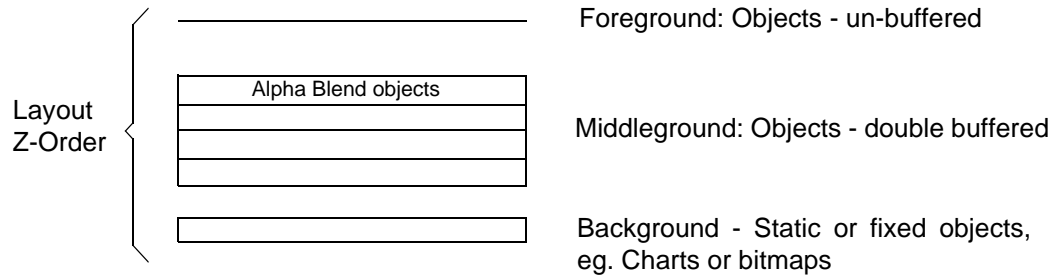 Foreground: Objects - un-buffered
Alpha Blend objects
Layout
Z-Order
Middleground: Objects - double buffered
Background - Static or fixed objects,
eg. Charts or bitmaps